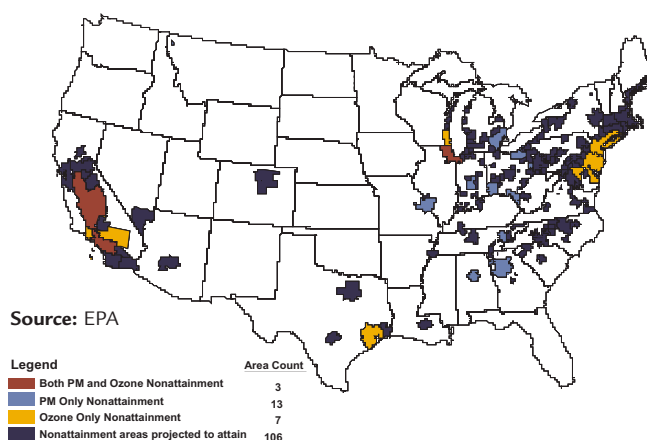 Source: EPA
Legend Area Count
Both PM and Ozone Nonattainment 3
PM Only Nonattainment 13
Ozone Only Nonattainment 7
Nonattainment areas projected to attain 106